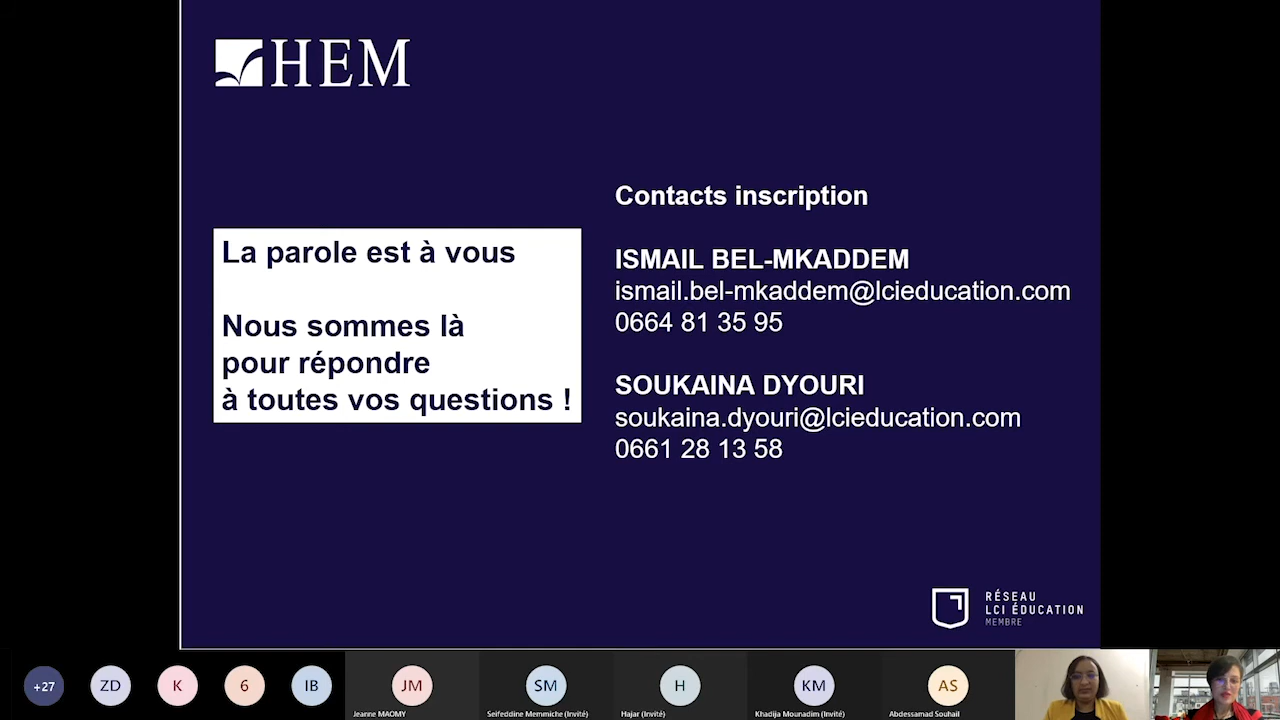 HEM
La parole est à vous
Nous sommes là
pour répondre
à toutes vos questions !
Contacts inscription
ISMAIL BEL-MKADDEM
ismail.bel-mkaddem@lcieducation.com
0664 81 35 95
SOUKAINA DYOURI
soukaina.dyouri@lcieducation.com
0661 28 13 58
RÉSEAU
LCI ÉDUCATION
MEMBRE
+27
ZD
K
6
IB
JM
SM
H
KM
AS
Jeanne MAOMY
Seifeddine Memmiche (Invité)
Hajar (Invité)
Khadija Mounadim (Invité)
Abdessamad Souhail